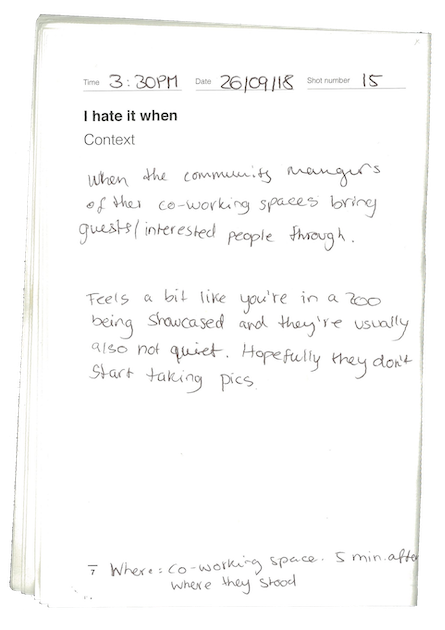 Time 3:30PM Date 26/09/18 Shot number 15
I hate it when
Context
When the community mangers
of ther co-working spaces bring
guests/interested people through.
Feels a bit like you're in a zoo
being showcased and they're usually
also not quiet. Hopefully they don't
start taking pics.
7 Where: co-working space. 5 min after
where they stood